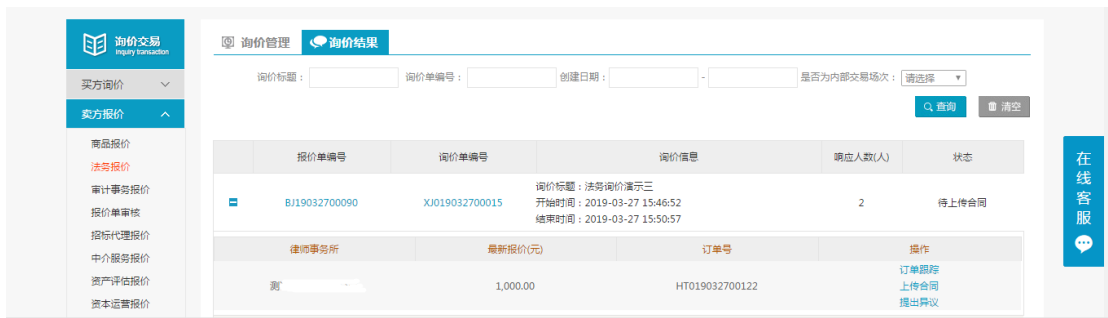 询价交易
inquiry transaction
买方询价
卖方报价
商品报价
法务报价
审计事务报价
报价单审核
招标代理报价
中介服务报价
资产评估报价
资本运营报价
询价管理 询价结果
询价标题： 询价单编号： 创建日期： - 是否为内部交易场次： 请选择
查询 清空
报价单编号 询价单编号 询价信息 响应人数(人) 状态
询价标题：法务询价演示三
BJ19032700090 XJ019032700015 开始时间：2019-03-27 15:46:52 2 待上传合同
结束时间：2019-03-27 15:50:57
律师事务所 最新报价(元) 订单号 操作
订单跟踪
1,000.00 HT019032700122 上传合同
提出异议
在线客服